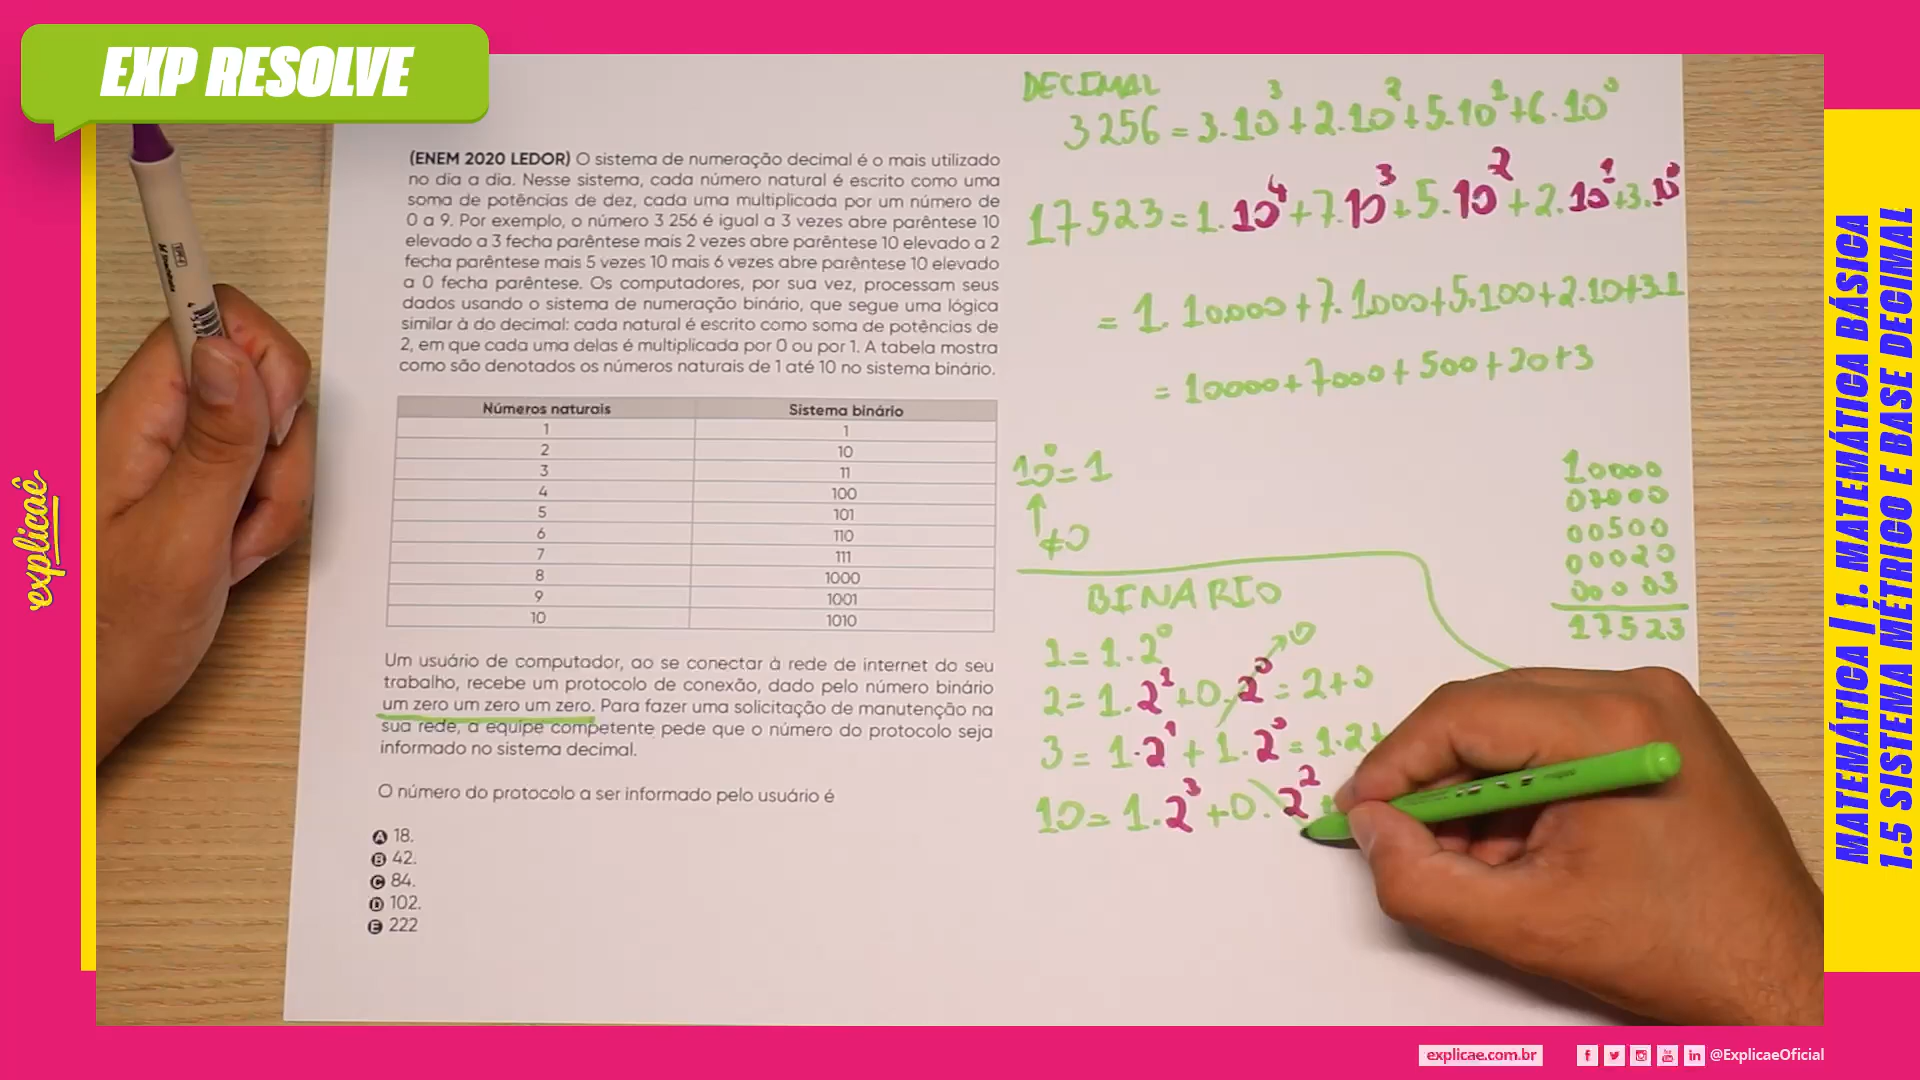 EXP RESOLVE
(ENEM 2020 LEDOR) O sistema de numeração decimal é o mais utilizado
no dia a dia. Nesse sistema, cada número natural é escrito como uma
soma de potências de dez, cada uma multiplicada por um número de
0 a 9. Por exemplo, o número 3 256 é igual a 3 vezes abre parêntese 10
elevado a 3 fecha parêntese mais 2 vezes abre parêntese 10 elevado a 2
fecha parêntese mais 5 vezes 10 mais 6 vezes abre parêntese 10 elevado
a 0 fecha parêntese. Os computadores, por sua vez, processam seus
dados usando o sistema de numeração binário, que segue uma lógica
similar à do decimal: cada natural é escrito como soma de potências de
2, em que cada uma delas é multiplicada por 0 ou por 1. A tabela mostra
como são denotados os números naturais de 1 até 10 no sistema binário.
Números naturais Sistema binário
1 1
2 10
3 11
4 100
5 101
6 110
7 111
8 1000
9 1001
10 1010
Um usuário de computador, ao se conectar à rede de internet do seu
trabalho, recebe um protocolo de conexão, dado pelo número binário
um zero um zero um zero. Para fazer uma solicitação de manutenção na
sua rede, a equipe competente pede que o número do protocolo seja
informado no sistema decimal.
O número do protocolo a ser informado pelo usuário é
A 18.
B 42.
C 84.
D 102.
E 222
DECIMAL
3256 = 3.10³ + 2.10² + 5.10¹ + 6.10⁰
17523 = 1.10⁴ + 7.10³ + 5.10² + 2.10¹ + 3.10⁰
= 1.10000 + 7.1000 + 5.100 + 2.10 + 3.1
= 10000 + 7000 + 500 + 20 + 3
10⁰ = 1
≠0
10000
07000
00500
00020
00003
17523
BINARIO
1 = 1.2⁰
0
2 = 1.2¹ + 0.2⁰ = 2 + 0
3 = 1.2¹ + 1.2⁰ = 1.2 +
10 = 1.2³ + 0.2² +
explicaê
MATEMÁTICA | 1. MATEMÁTICA BÁSICA
1.5 SISTEMA MÉTRICO E BASE DECIMAL
explicae.com.br
@ExplicaeOficial